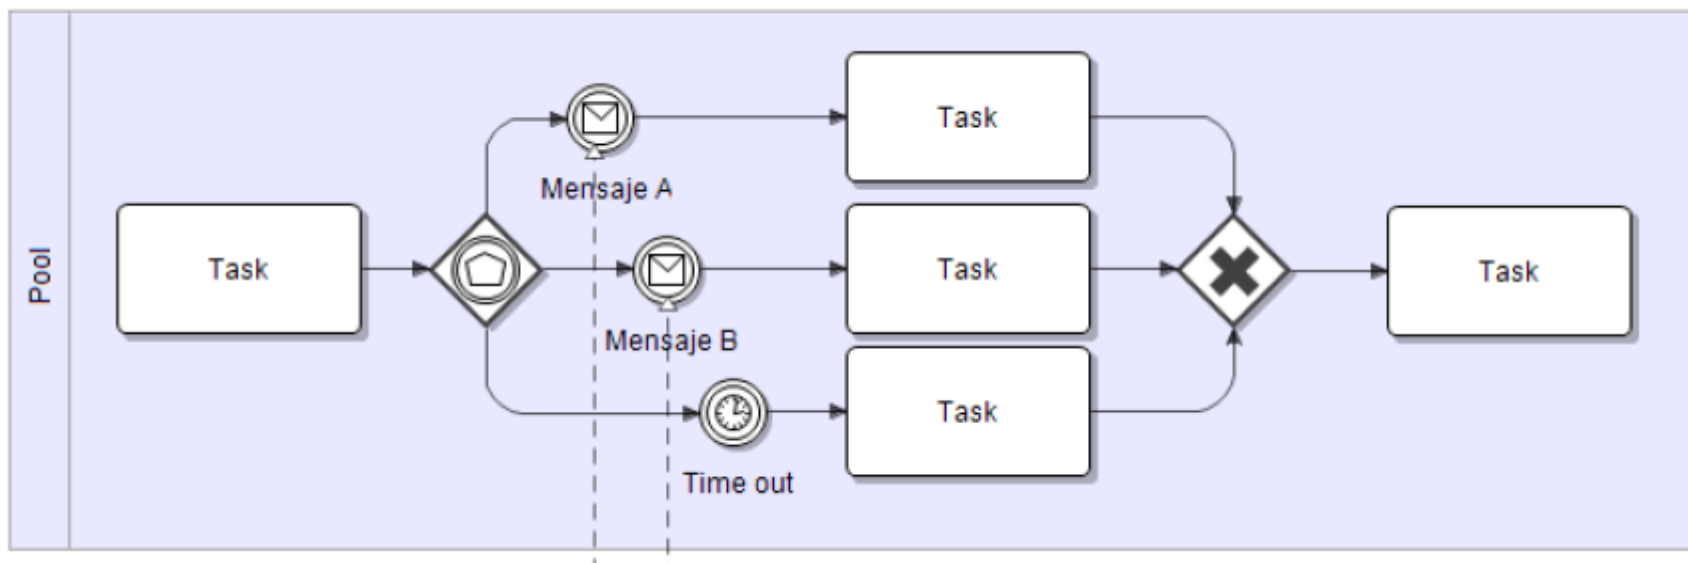 Pool
Task
Mensaje A
Task
Mensaje B
Task
Time out
Task
Task